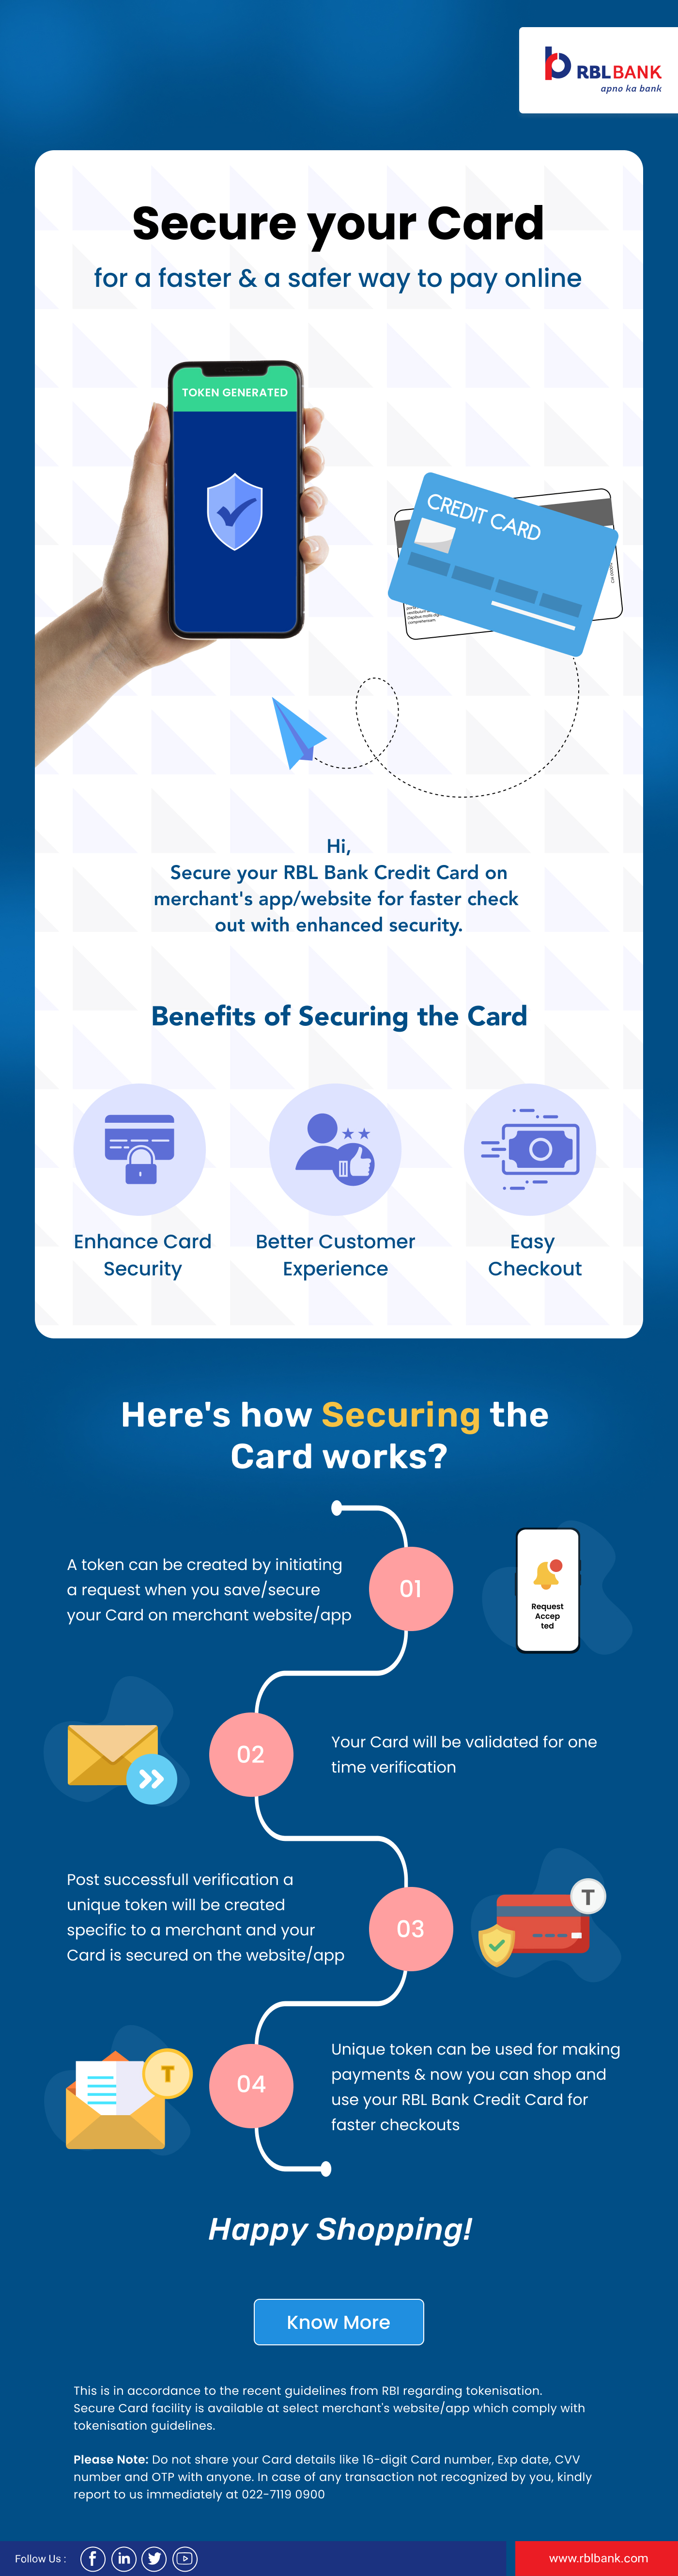 RBL BANK
apno ka bank
Secure your Card
for a faster & a safer way to pay online
TOKEN GENERATED
CREDIT CARD
Hi,
Secure your RBL Bank Credit Card on
merchant's app/website for faster check
out with enhanced security.
Benefits of Securing the Card
Enhance Card
Security
Better Customer
Experience
Easy
Checkout
Here's how Securing the
Card works?
A token can be created by initiating
a request when you save/secure
your Card on merchant website/app
01
Request
Accep
ted
02
Your Card will be validated for one
time verification
Post successfull verification a
unique token will be created
specific to a merchant and your
Card is secured on the website/app
03
T
T
04
Unique token can be used for making
payments & now you can shop and
use your RBL Bank Credit Card for
faster checkouts
Happy Shopping!
Know More
This is in accordance to the recent guidelines from RBI regarding tokenisation.
Secure Card facility is available at select merchant's website/app which comply with
tokenisation guidelines.
Please Note: Do not share your Card details like 16-digit Card number, Exp date, CVV
number and OTP with anyone. In case of any transaction not recognized by you, kindly
report to us immediately at 022-7119 0900
Follow Us :
www.rblbank.com